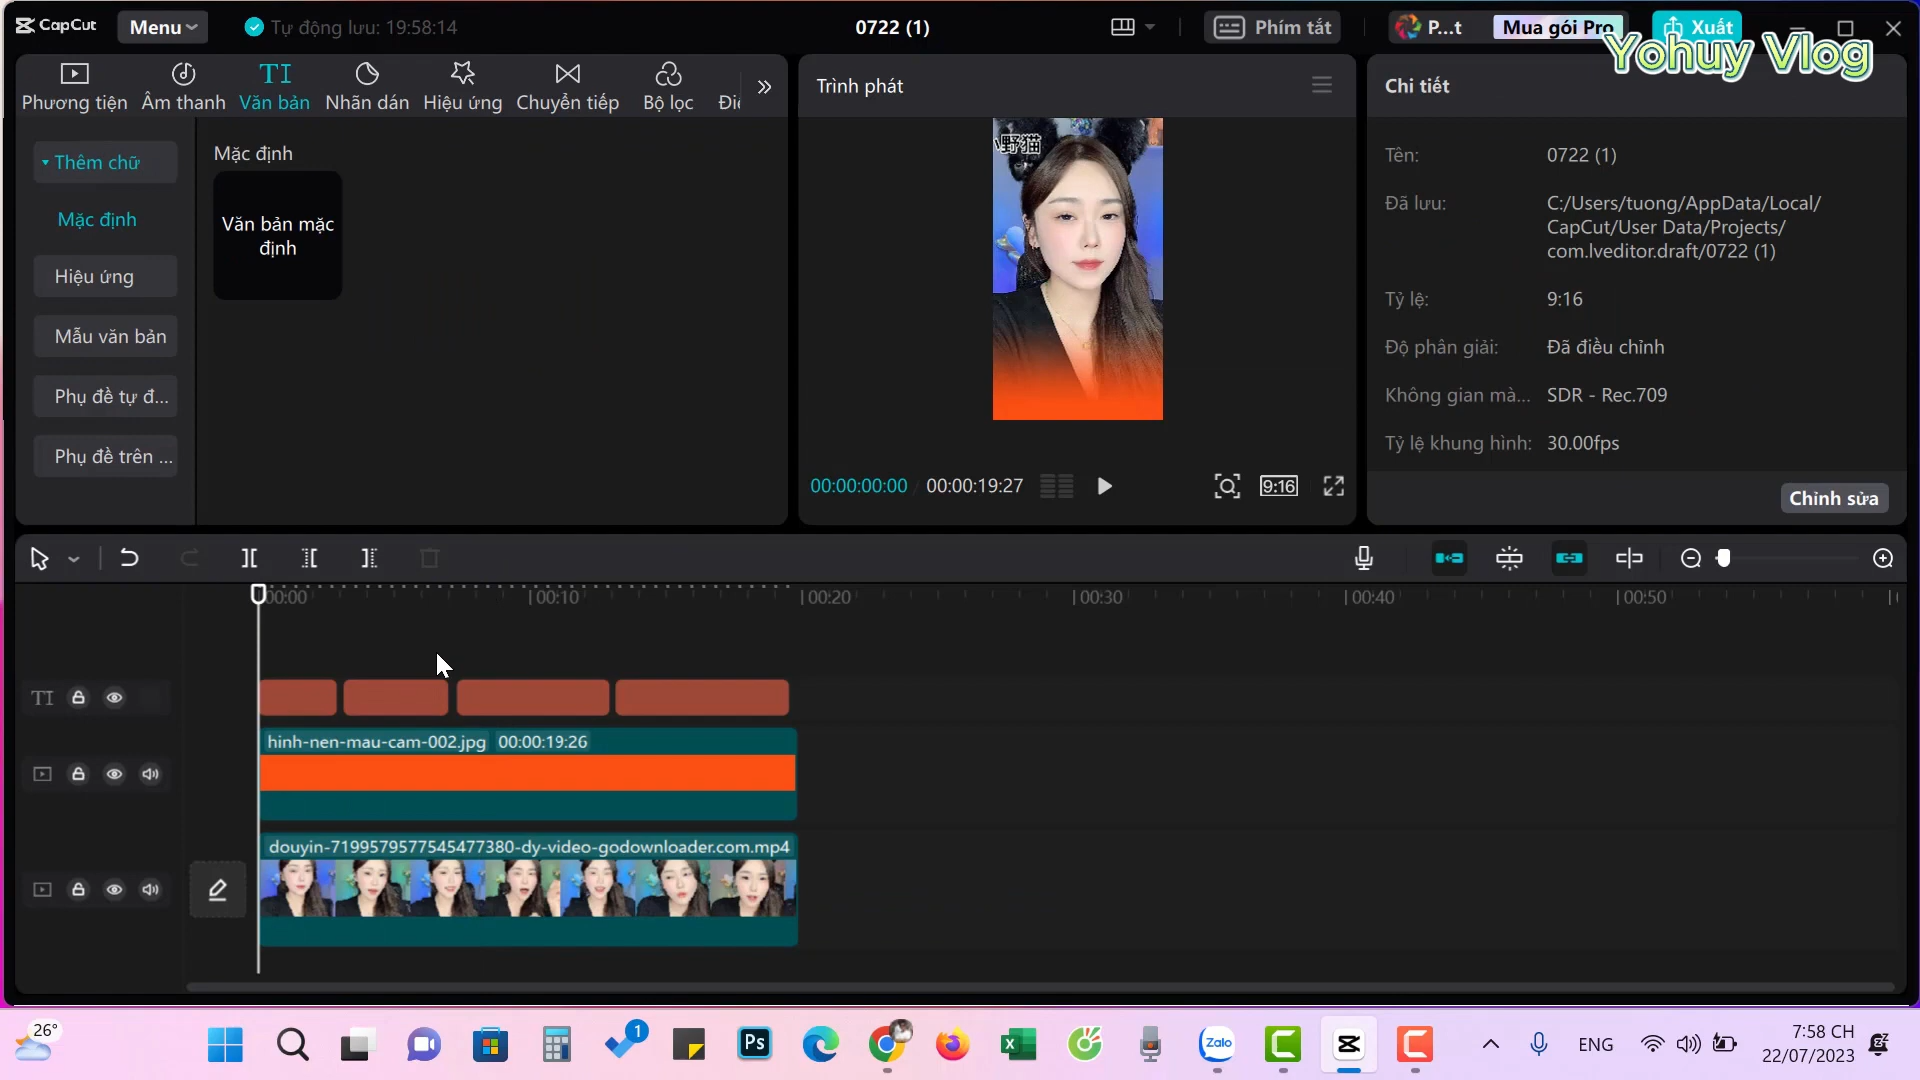 CapCut
Menu
Tự động lưu: 19:58:14
0722 (1)
Phím tắt
P...t
Mua gói Pro
Xuất
Yohuy Vlog
Phương tiện
Âm thanh
TI
Văn bản
Nhãn dán
Hiệu ứng
Chuyển tiếp
Bộ lọc
Trình phát
Chi tiết
Thêm chữ
Mặc định
Hiệu ứng
Mẫu văn bản
Phụ đề tự đ...
Phụ đề trên ...
Mặc định
Văn bản mặc
định
野猫
00:00:00:00
00:00:19:27
9:16
Tên:
0722 (1)
Đã lưu:
C:/Users/tuong/AppData/Local/
CapCut/User Data/Projects/
com.lveditor.draft/0722 (1)
Tỷ lệ:
9:16
Độ phân giải:
Đã điều chỉnh
Không gian mà...
SDR - Rec.709
Tỷ lệ khung hình:
30.00fps
Chỉnh sửa
00:00
00:10
00:20
00:30
00:40
00:50
TI
hinh-nen-mau-cam-002.jpg 00:00:19:26
douyin-7199579577545477380-dy-video-godownloader.com.mp4
26°
1
Ps
Zalo
ENG
7:58 CH
22/07/2023